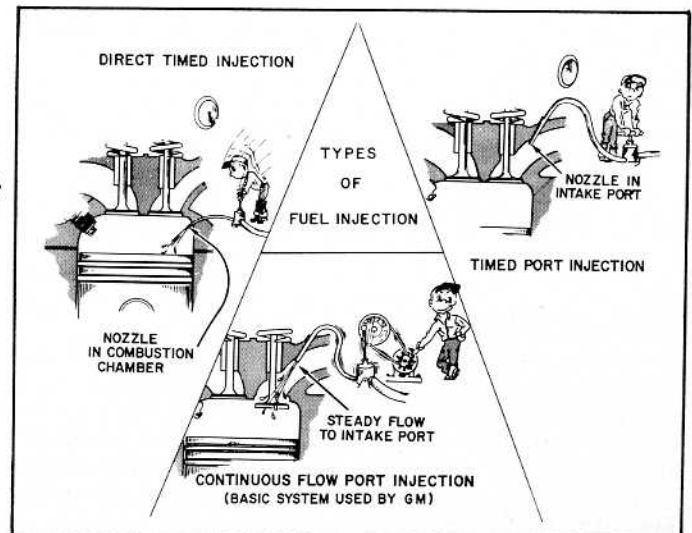 DIRECT TIMED INJECTION
TYPES
OF
FUEL INJECTION
NOZZLE IN
INTAKE PORT
TIMED PORT INJECTION
NOZZLE
IN COMBUSTION
CHAMBER
STEADY FLOW
TO INTAKE PORT
CONTINUOUS FLOW PORT INJECTION
(BASIC SYSTEM USED BY GM)